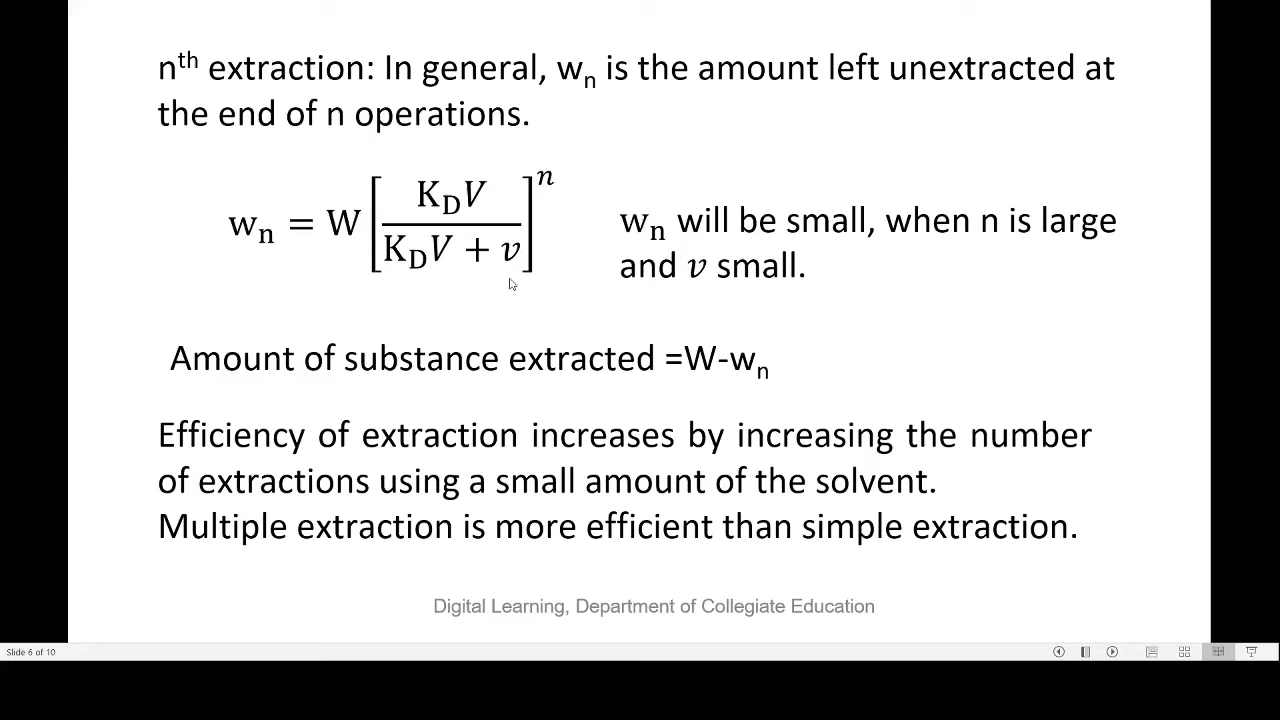 nᵗʰ extraction: In general, wₙ is the amount left unextracted at
the end of n operations.
wₙ = W [ K_D V / (K_D V + v) ]ⁿ
wₙ will be small, when n is large
and v small.
Amount of substance extracted =W-wₙ
Efficiency of extraction increases by increasing the number
of extractions using a small amount of the solvent.
Multiple extraction is more efficient than simple extraction.
Digital Learning, Department of Collegiate Education
Slide 6 of 10